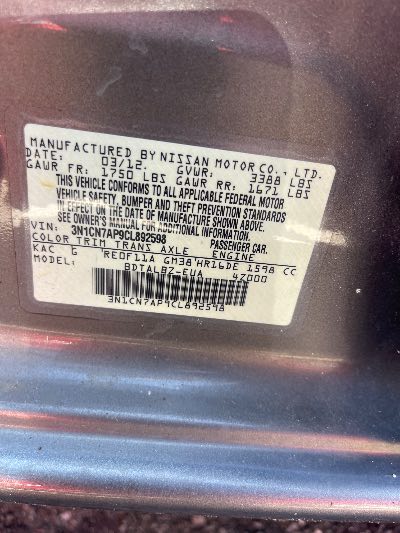 MANUFACTURED BY NISSAN MOTOR CO., LTD.
DATE: 03/12. GVWR: 3388 LBS
GAWR FR: 1750 LBS GAWR RR: 1671 LBS
THIS VEHICLE CONFORMS TO ALL APPLICABLE FEDERAL MOTOR
VEHICLE SAFETY, BUMPER AND THEFT PREVENTION STANDARDS
IN EFFECT ON THE DATE OF MANUFACTURE SHOWN ABOVE.
SEE OWNER'S MANUAL FOR ADDITIONAL INFORMATION.
VIN: 3N1CN7AP9CL892598 PASSENGER CAR.
COLOR TRIM TRANS AXLE ENGINE
KAC G RE0F11A GM38 HR16DE 1598 CC
MODEL: BDTALBZ-EUA 4Z000
3N1CN7AP9CL892598